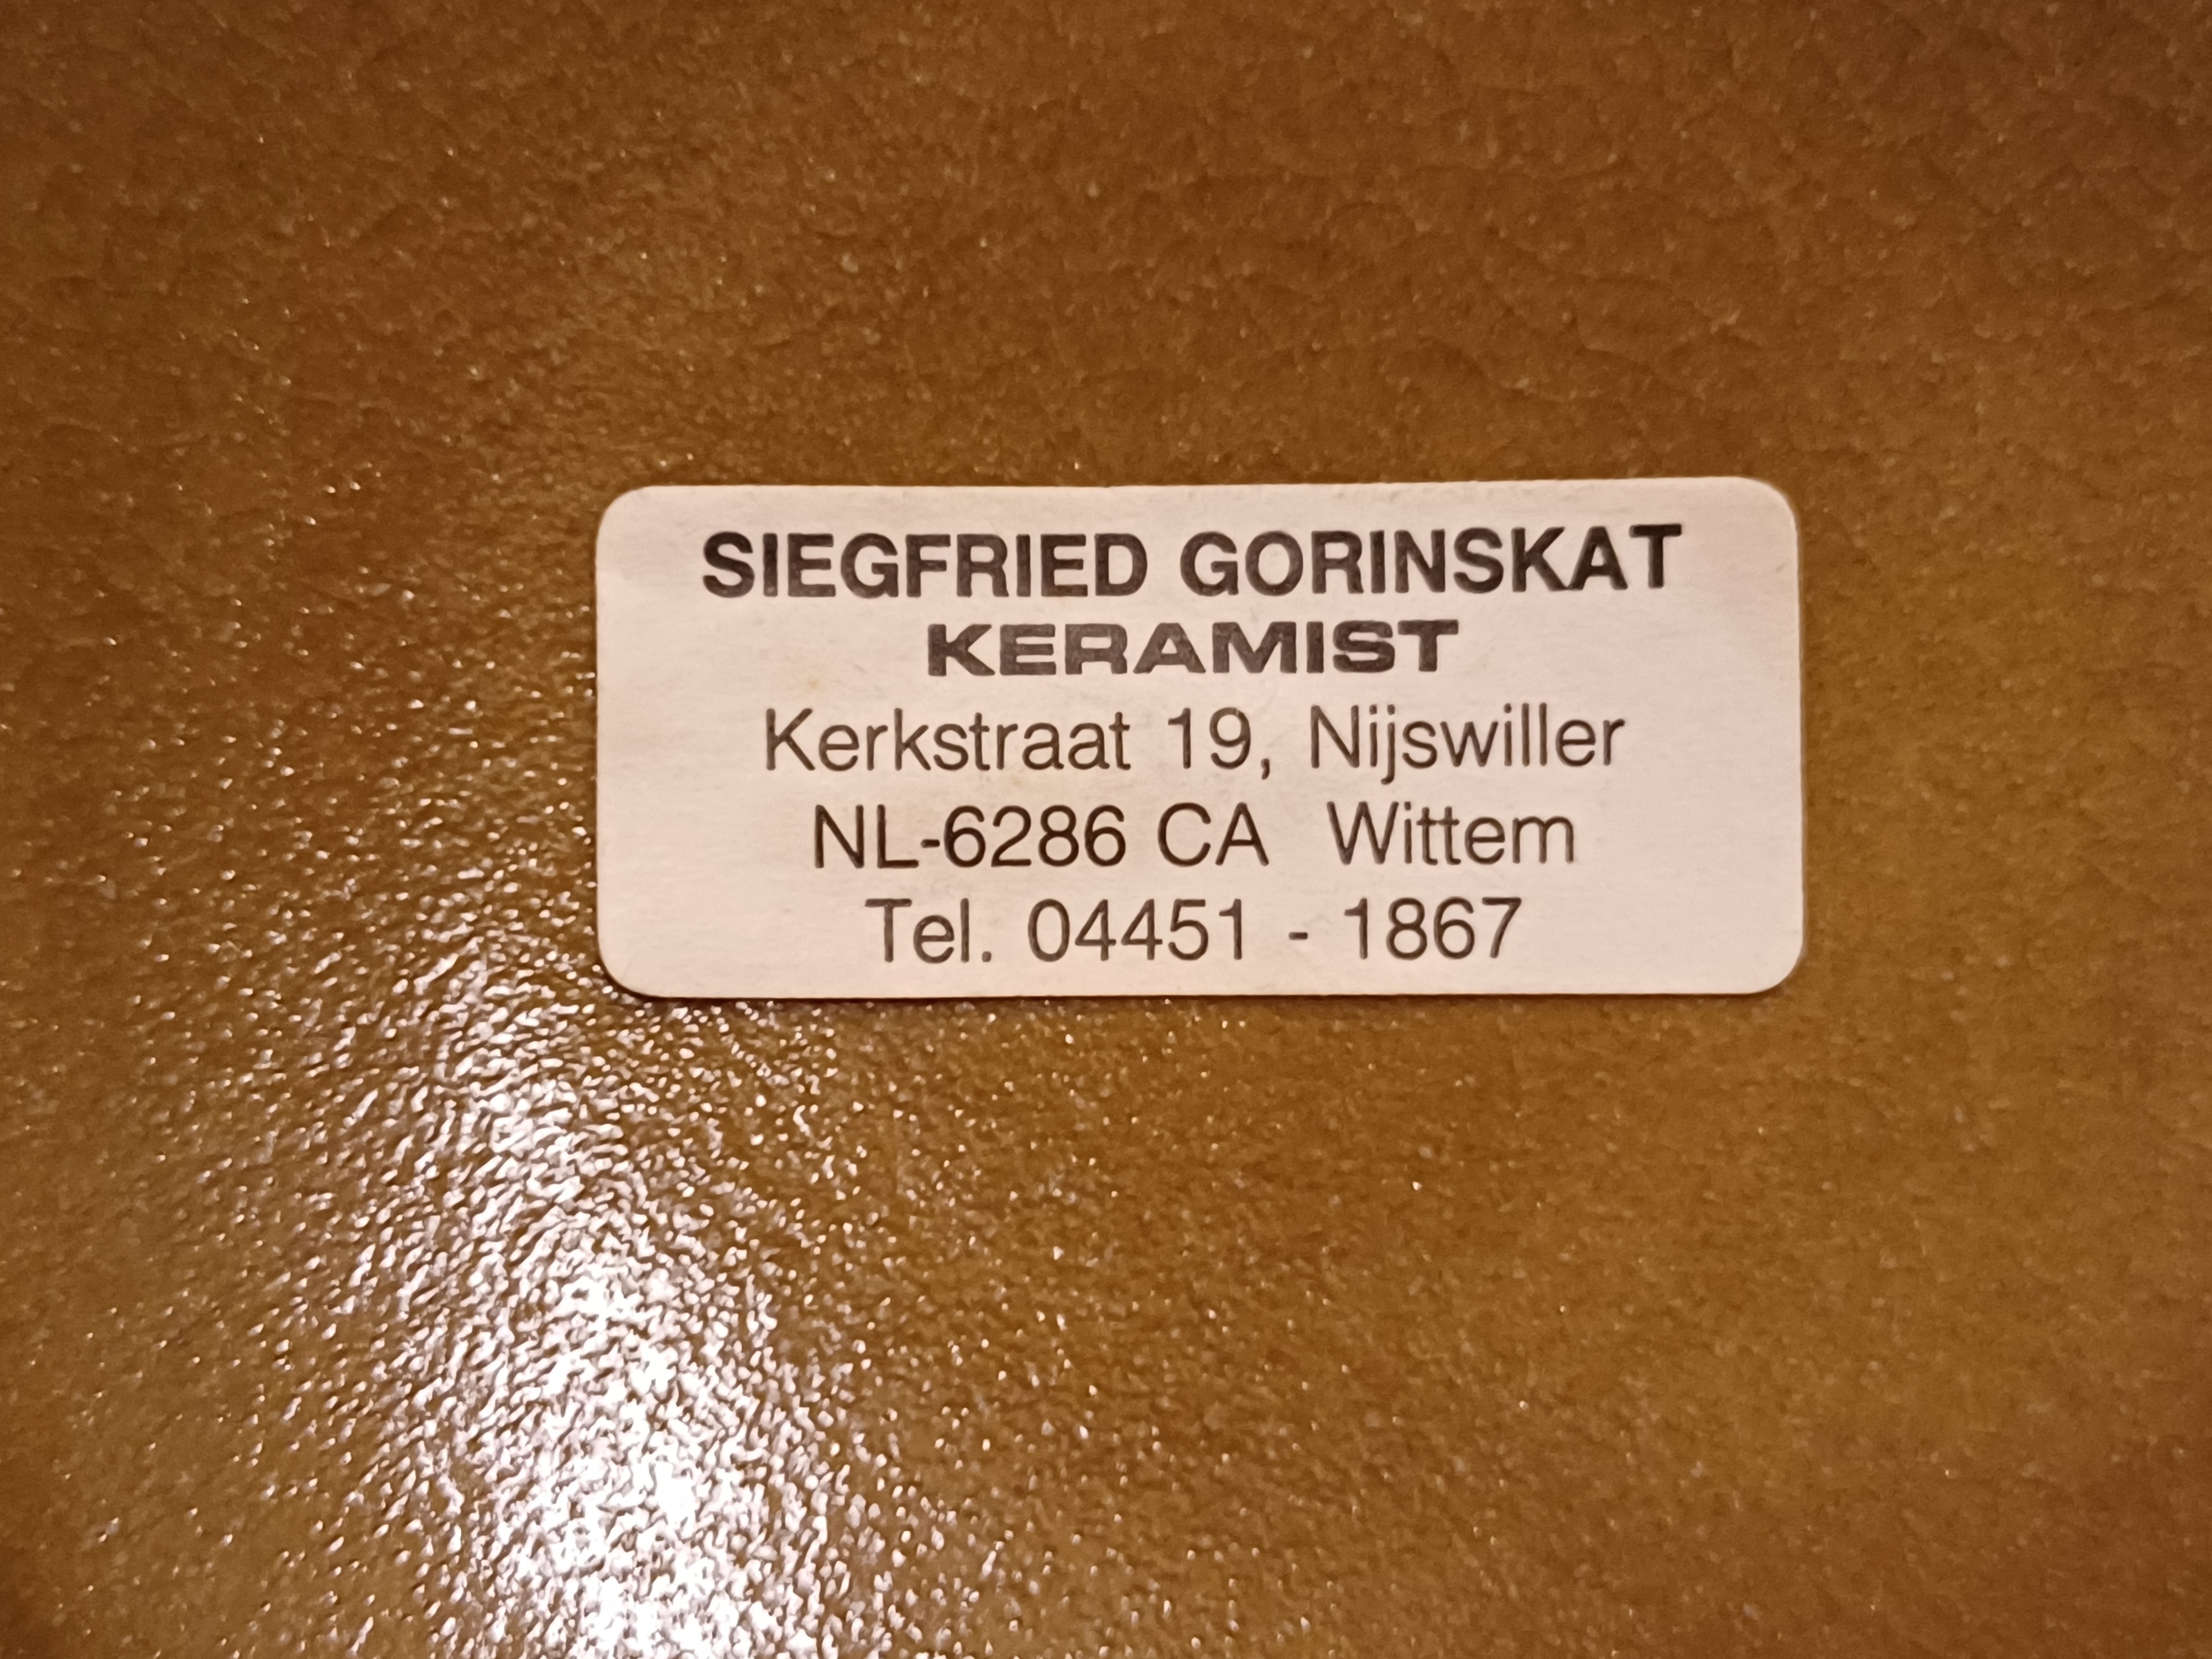 SIEGFRIED GORINSKAT
KERAMIST
Kerkstraat 19, Nijswiller
NL-6286 CA Wittem
Tel. 04451 - 1867